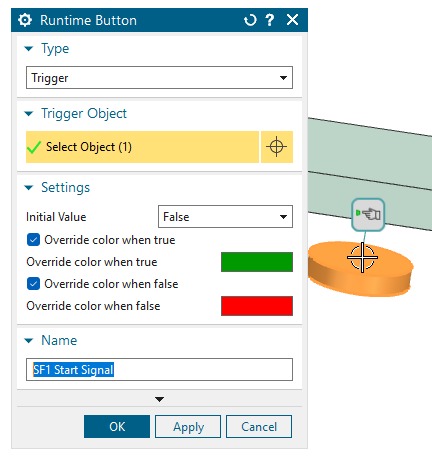 Runtime Button
?
Type
Trigger
Trigger Object
Select Object (1)
Settings
Initial Value False
Override color when true
Override color when true
Override color when false
Override color when false
Name
SF1 Start Signal
OK Apply Cancel